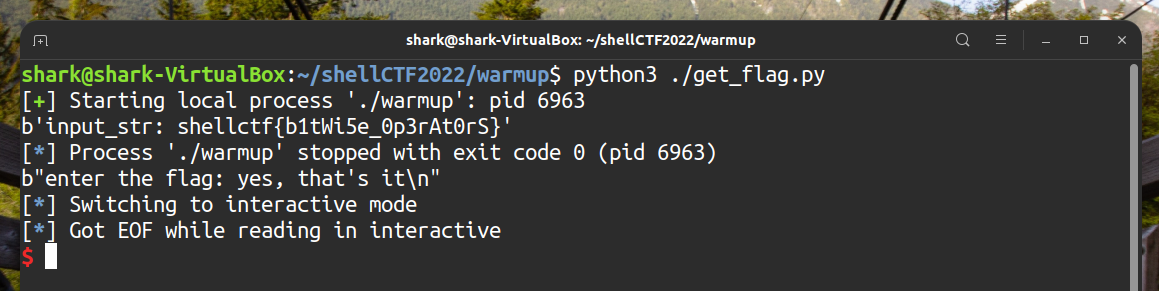 shark@shark-VirtualBox: ~/shellCTF2022/warmup
shark@shark-VirtualBox:~/shellCTF2022/warmup$ python3 ./get_flag.py
[+] Starting local process './warmup': pid 6963
b'input_str: shellctf{b1tWi5e_0p3rAt0rS}'
[*] Process './warmup' stopped with exit code 0 (pid 6963)
b"enter the flag: yes, that's it\n"
[*] Switching to interactive mode
[*] Got EOF while reading in interactive
$